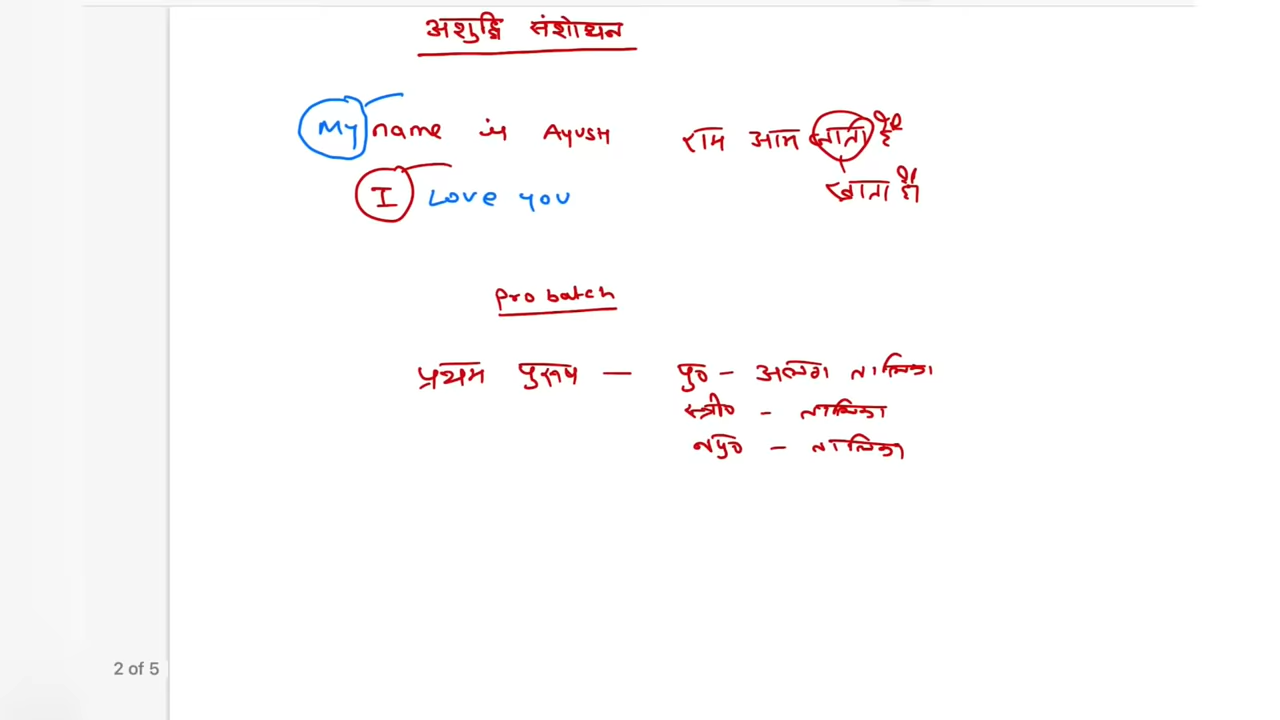 अशुद्धि संशोधन
My name is Ayush राम आम खाती है
खाता है
I Love you
Pro batch
प्रथम पुरुष — पु० - अलग तालिका
स्त्री० - तालिका
नपु० - तालिका
2 of 5